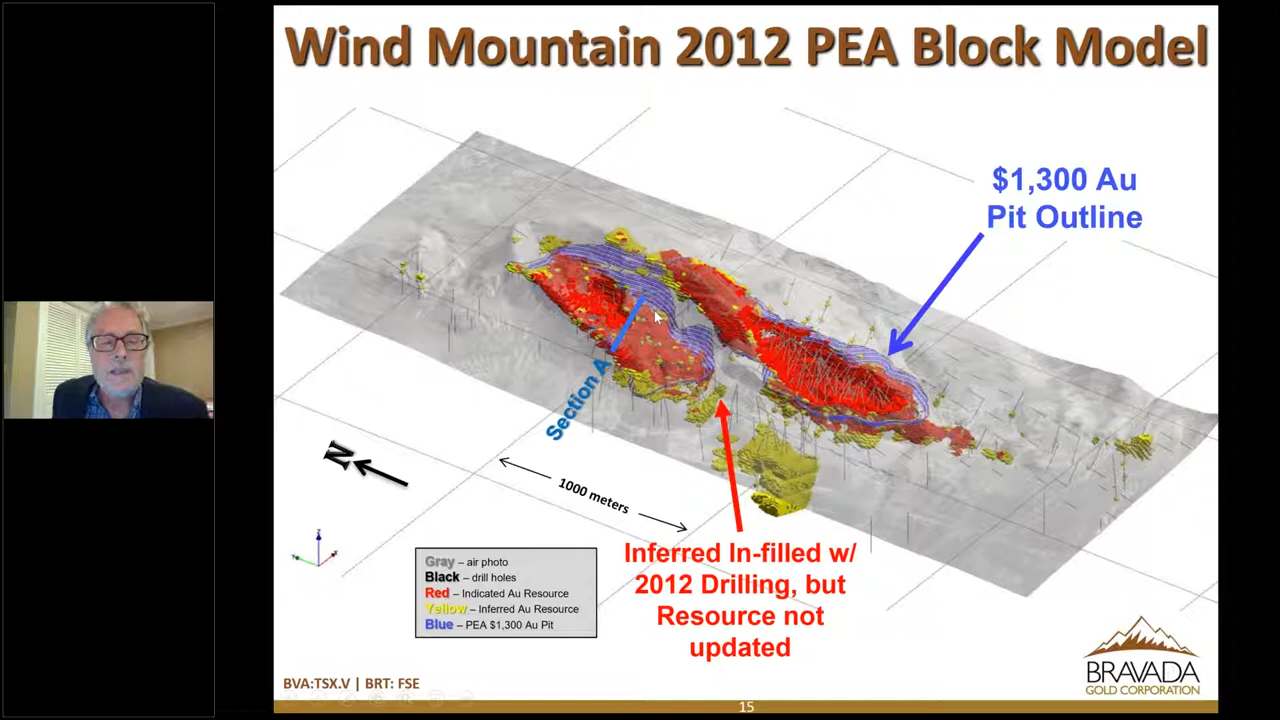 Wind Mountain 2012 PEA Block Model
$1,300 Au
Pit Outline
Section A
N
1000 meters
Inferred In-filled w/
2012 Drilling, but
Resource not
updated
Gray – air photo
Black – drill holes
Red – Indicated Au Resource
Yellow – Inferred Au Resource
Blue – PEA $1,300 Au Pit
BRAVADA
GOLD CORPORATION
BVA:TSX.V | BRT: FSE
15